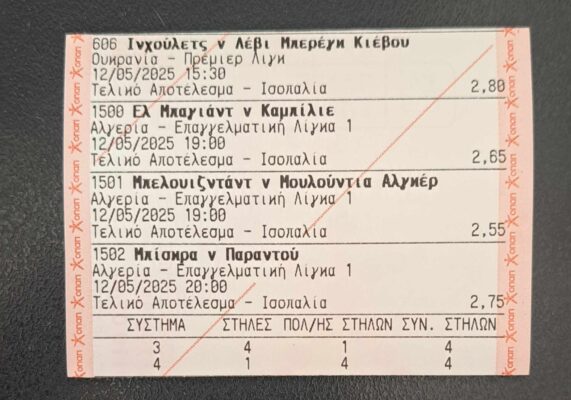 606 Ινχούλετς ν Λέβι Μπερέγκ Κιέβου
Ουκρανία - Πρέμιερ Λιγκ
12/05/2025 15:30
Τελικό Αποτέλεσμα - Ισοπαλία 2,80
1500 Ελ Μπαγιάντ ν Καμπίλιε
Αλγερία - Επαγγελματική Λίγκα 1
12/05/2025 19:00
Τελικό Αποτέλεσμα - Ισοπαλία 2,65
1501 Μπελουιζντάντ ν Μουλούντια Αλγκέρ
Αλγερία - Επαγγελματική Λίγκα 1
12/05/2025 19:00
Τελικό Αποτέλεσμα - Ισοπαλία 2,55
1502 Μπίσκρα ν Παραντού
Αλγερία - Επαγγελματική Λίγκα 1
12/05/2025 20:00
Τελικό Αποτέλεσμα - Ισοπαλία 2,75
ΣΥΣΤΗΜΑ ΣΤΗΛΕΣ ΠΟΛ/ΗΣ ΣΤΗΛΩΝ ΣΥΝ. ΣΤΗΛΩΝ
3 4 1 4
4 1 4 4